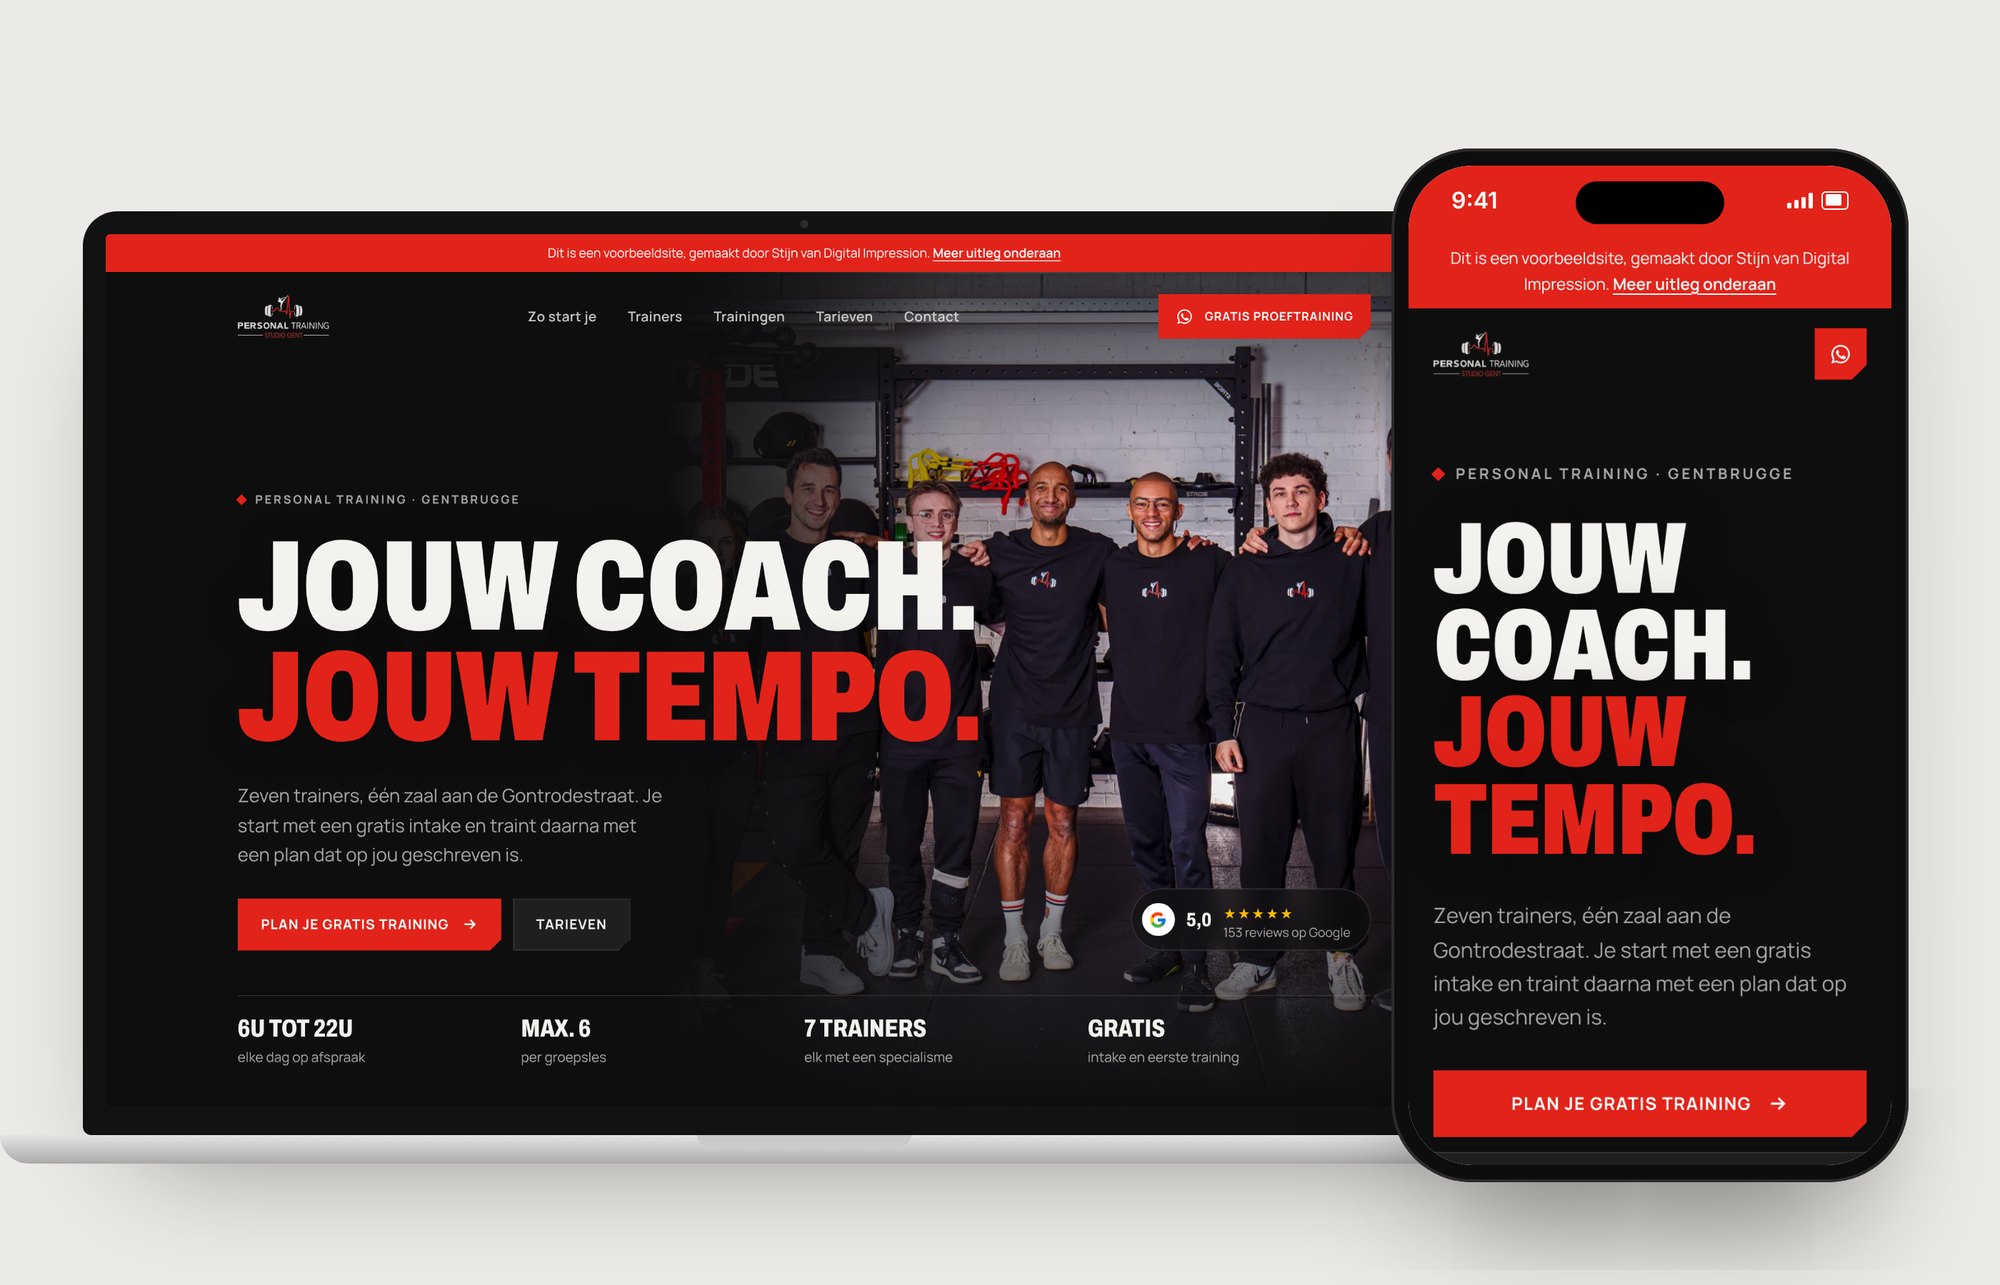 Dit is een voorbeeldsite, gemaakt door Stijn van Digital Impression. Meer uitleg onderaan
PERSONAL TRAINING
STUDIO GENT
Zo start je
Trainers
Trainingen
Tarieven
Contact
GRATIS PROEFTRAINING
PERSONAL TRAINING · GENTBRUGGE
JOUW COACH.
JOUW TEMPO.
Zeven trainers, één zaal aan de Gontrodestraat. Je
start met een gratis intake en traint daarna met
een plan dat op jou geschreven is.
PLAN JE GRATIS TRAINING →
TARIEVEN
STRIDE
5,0 ★★★★★
153 reviews op Google
6U TOT 22U
elke dag op afspraak
MAX. 6
per groepsles
7 TRAINERS
elk met een specialisme
GRATIS
intake en eerste training
9:41
Dit is een voorbeeldsite, gemaakt door Stijn van Digital
Impression. Meer uitleg onderaan
PERSONAL TRAINING
STUDIO GENT
PERSONAL TRAINING · GENTBRUGGE
JOUW
COACH.
JOUW
TEMPO.
Zeven trainers, één zaal aan de
Gontrodestraat. Je start met een gratis
intake en traint daarna met een plan dat op
jou geschreven is.
PLAN JE GRATIS TRAINING →